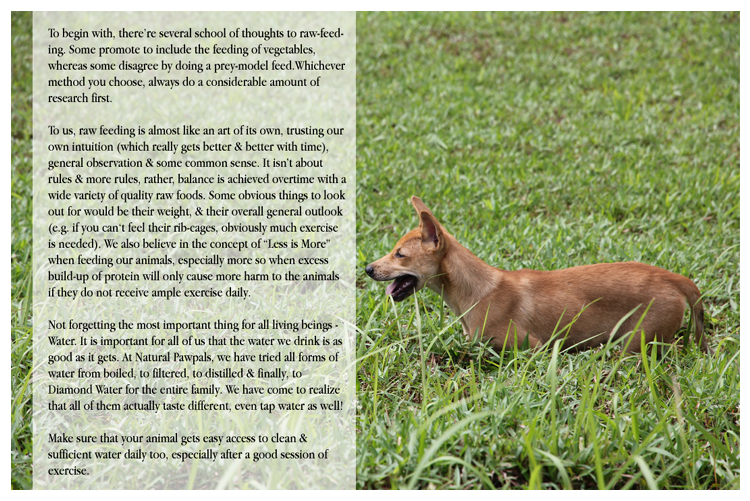 To begin with, there're several school of thoughts to raw-feed-
ing. Some promote to include the feeding of vegetables,
whereas some disagree by doing a prey-model feed.Whichever
method you choose, always do a considerable amount of
research first.
To us, raw feeding is almost like an art of its own, trusting our
own intuition (which really gets better & better with time),
general observation & some common sense. It isn't about
rules & more rules, rather, balance is achieved overtime with a
wide variety of quality raw foods. Some obvious things to look
out for would be their weight, & their overall general outlook
(e.g. if you can't feel their rib-cages, obviously much exercise
is needed). We also believe in the concept of "Less is More"
when feeding our animals, especially more so when excess
build-up of protein will only cause more harm to the animals
if they do not receive ample exercise daily.
Not forgetting the most important thing for all living beings -
Water. It is important for all of us that the water we drink is as
good as it gets. At Natural Pawpals, we have tried all forms of
water from boiled, to filtered, to distilled & finally, to
Diamond Water for the entire family. We have come to realize
that all of them actually taste different, even tap water as well!
Make sure that your animal gets easy access to clean &
sufficient water daily too, especially after a good session of
exercise.